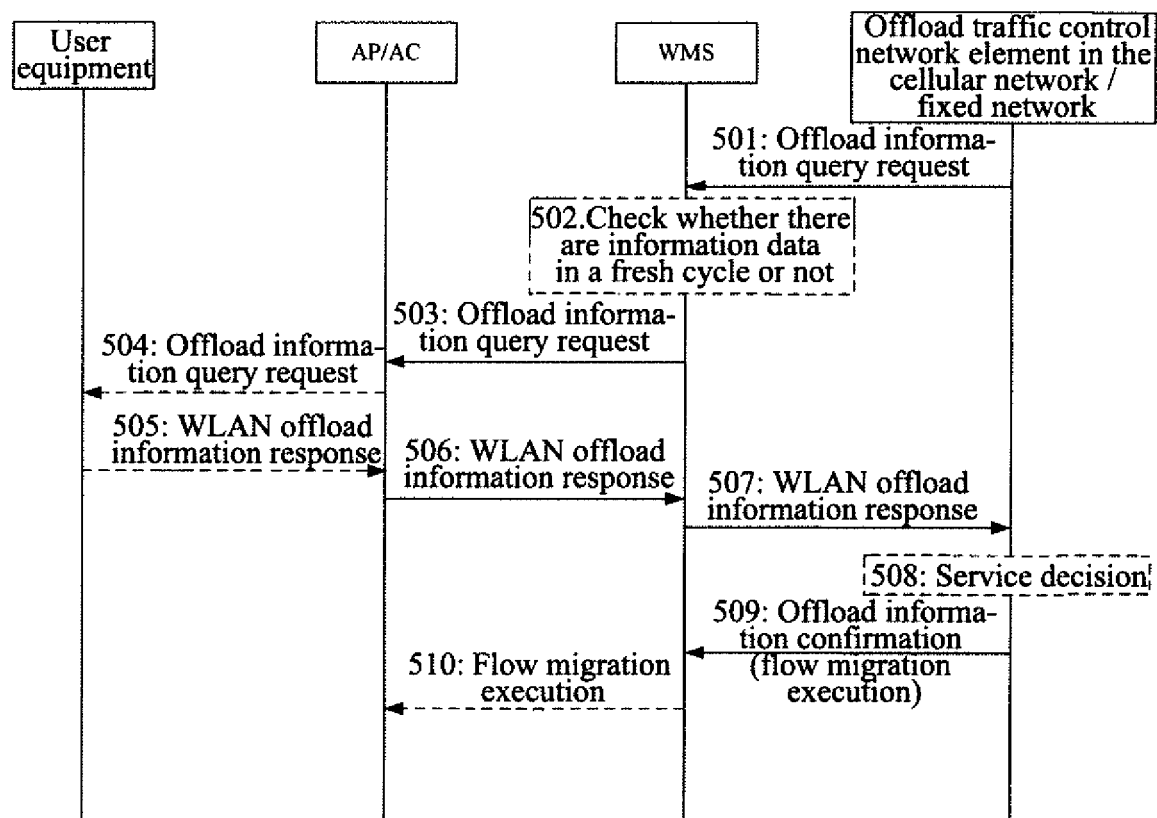 User
equipment
AP/AC
WMS
Offload traffic control
network element in the
cellular network /
fixed network
501: Offload informa-
tion query request
502.Check whether there
are information data
in a fresh cycle or not
503: Offload informa-
tion query request
504: Offload informa-
tion query request
505: WLAN offload
information response
506: WLAN offload
information response
507: WLAN offload
information response
508: Service decision
509: Offload informa-
tion confirmation
(flow migration
execution)
510: Flow migration
execution